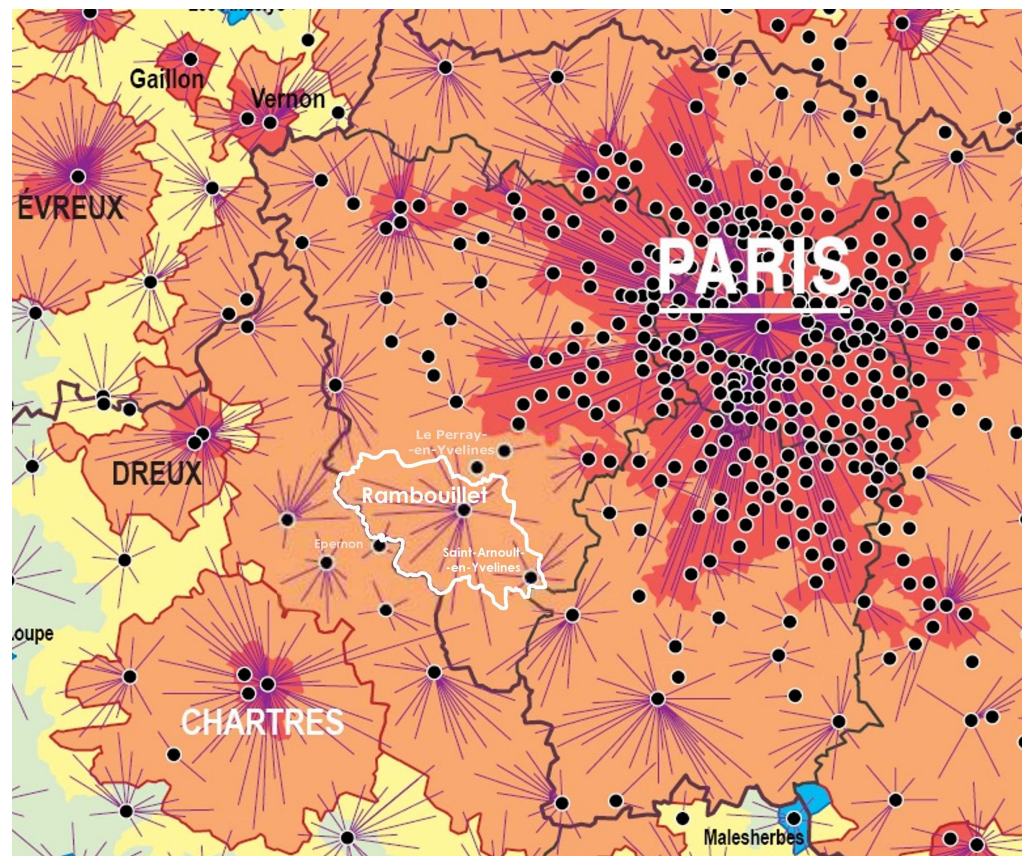 Gaillon
Vernon
ÉVREUX
PARIS
DREUX
Le Perray-
-en-Yvelines
Rambouillet
Epernon
Saint-Arnoult-
-en-Yvelines
oupe
CHARTRES
Malesherbes